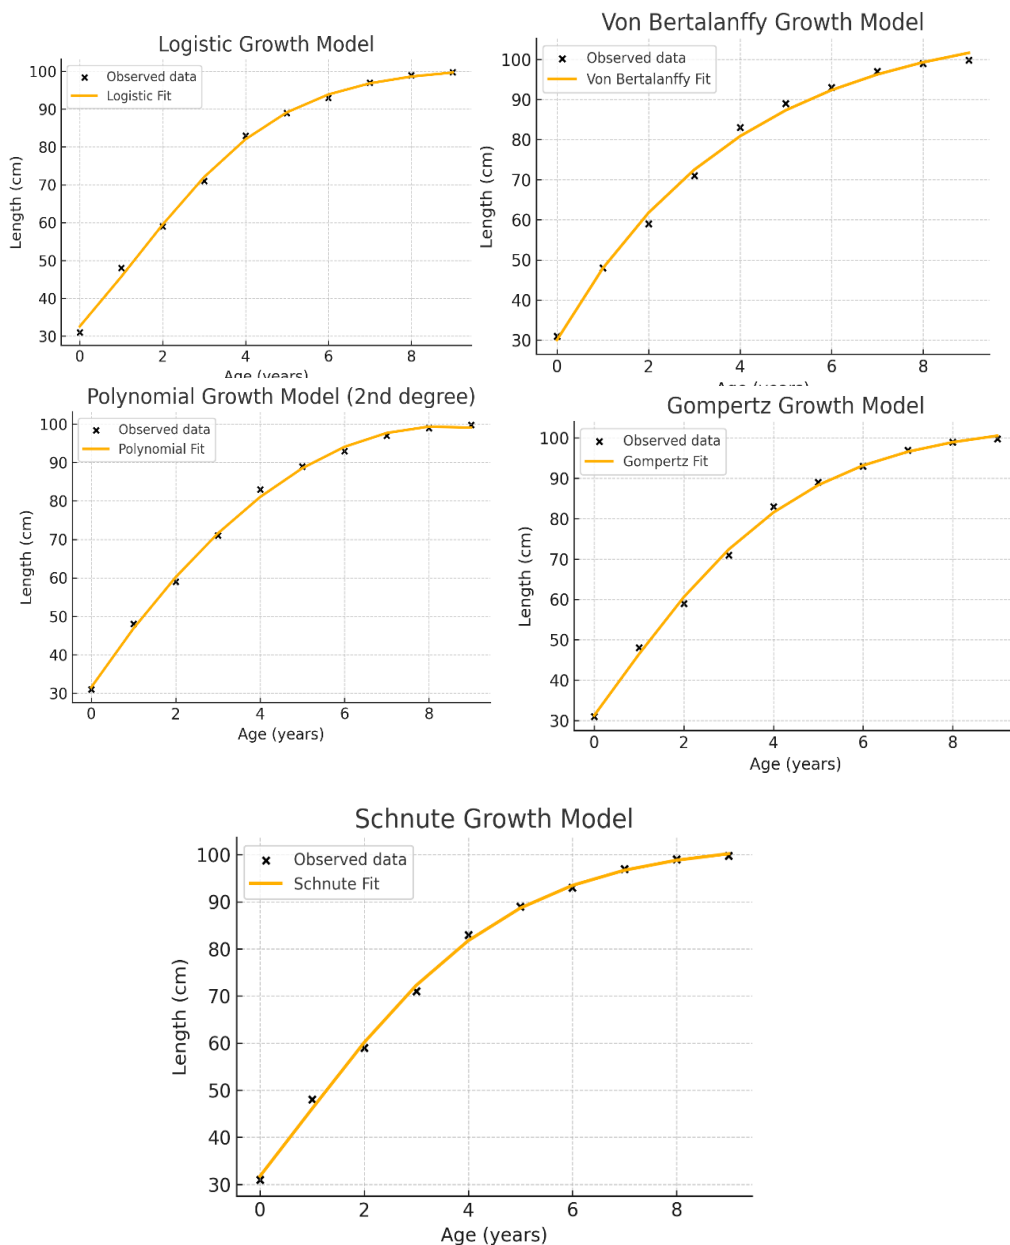 Logistic Growth Model
Observed data
Logistic Fit
100
90
80
70
60
50
40
30
Length (cm)
0 2 4 6 8
Age (years)
Von Bertalanffy Growth Model
Observed data
Von Bertalanffy Fit
100
90
80
70
60
50
40
30
Length (cm)
0 2 4 6 8
Age (years)
Polynomial Growth Model (2nd degree)
Observed data
Polynomial Fit
100
90
80
70
60
50
40
30
Length (cm)
0 2 4 6 8
Age (years)
Gompertz Growth Model
Observed data
Gompertz Fit
100
90
80
70
60
50
40
30
Length (cm)
0 2 4 6 8
Age (years)
Schnute Growth Model
Observed data
Schnute Fit
100
90
80
70
60
50
40
30
Length (cm)
0 2 4 6 8
Age (years)